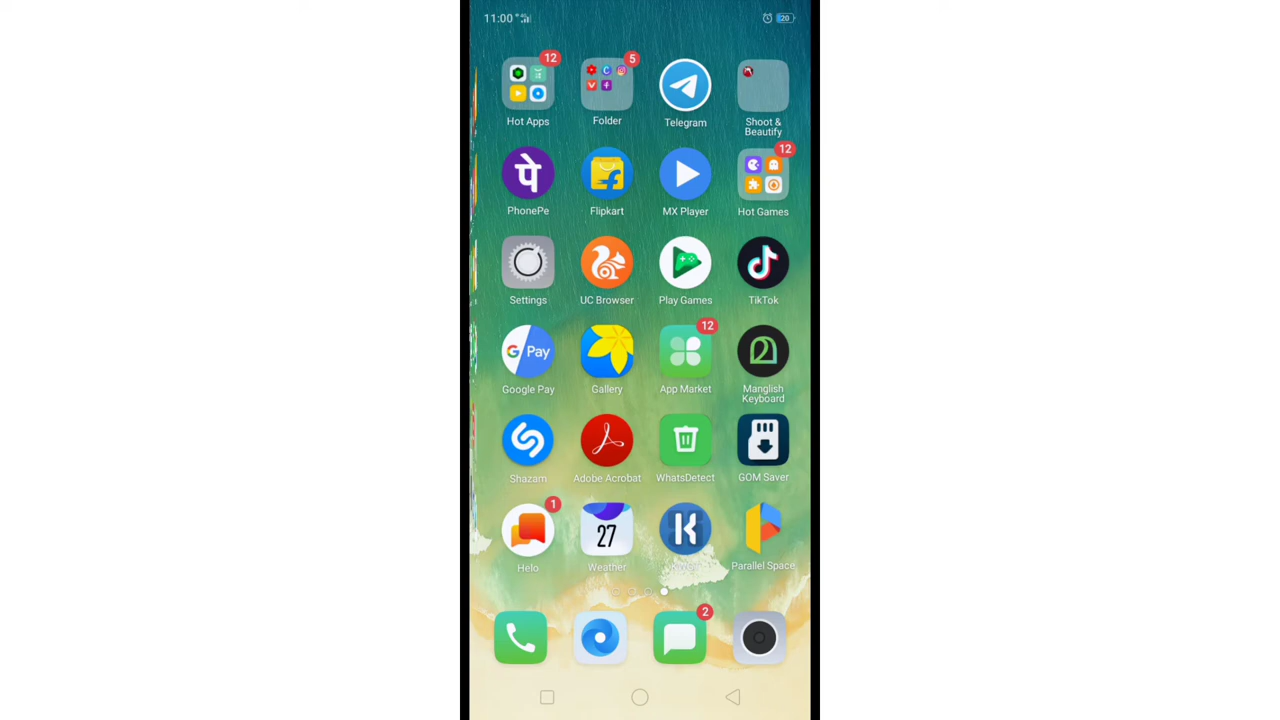 11:00
20
12
5
Hot Apps
Folder
Telegram
Shoot &
Beautify
पे
12
PhonePe
Flipkart
MX Player
Hot Games
Settings
UC Browser
Play Games
TikTok
G Pay
12
Google Pay
Gallery
App Market
Manglish
Keyboard
Shazam
Adobe Acrobat
WhatsDetect
GOM Saver
1
27
K
Helo
Weather
Parallel Space
2